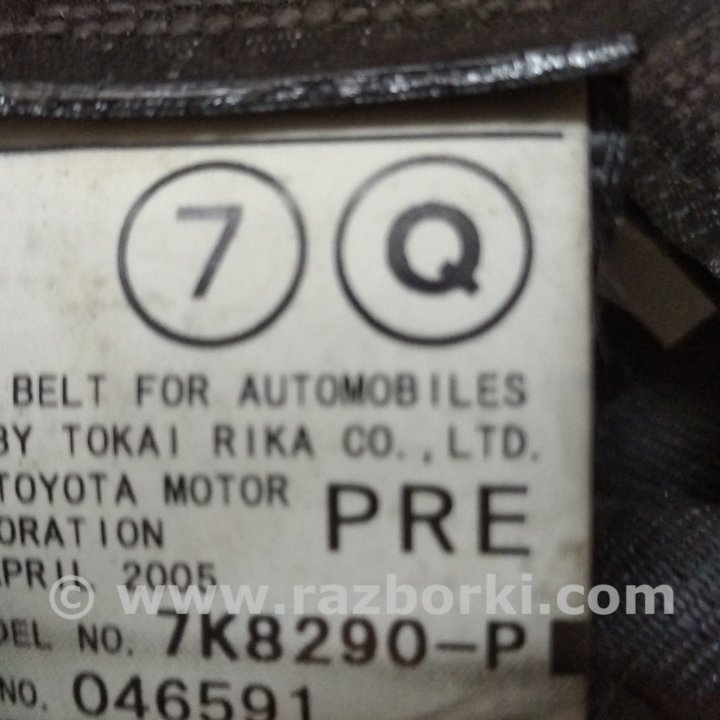 7 Q
BELT FOR AUTOMOBILES
BY TOKAI RIKA CO., LTD.
TOYOTA MOTOR PRE
ORATION
APRIL 2005
© www.razborki.com
DEL NO. 7K8290-P
NO. 046591